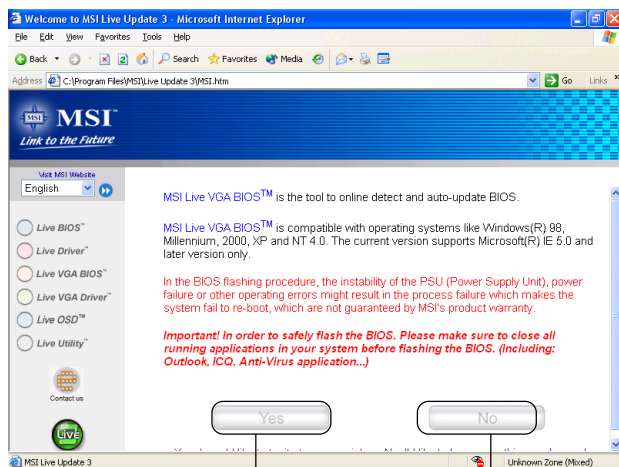 Welcome to MSI Live Update 3 - Microsoft Internet Explorer
File Edit View Favorites Tools Help
Back Search Favorites Media
Address C:\Program Files\MSI\Live Update 3\MSI.htm Go Links »
MSI MSI™
Link to the Future
Visit MSI Website
English
Live BIOS™
Live Driver™
Live VGA BIOS™
Live VGA Driver™
Live OSD™
Live Utility™
Contact us
Live
MSI Live VGA BIOS™ is the tool to online detect and auto-update BIOS.
MSI Live VGA BIOS™ is compatible with operating systems like Windows(R) 98,
Millennium, 2000, XP and NT 4.0. The current version supports Microsoft(R) IE 5.0 and
later version only.
In the BIOS flashing procedure, the instability of the PSU (Power Supply Unit), power
failure or other operating errors might result in the process failure which makes the
system fail to re-boot, which are not guaranteed by MSI's product warranty.
Important! In order to safely flash the BIOS. Please make sure to close all
running applications in your system before flashing the BIOS. (Including:
Outlook, ICQ, Anti-Virus application...)
Yes No
MSI Live Update 3 Unknown Zone (Mixed)